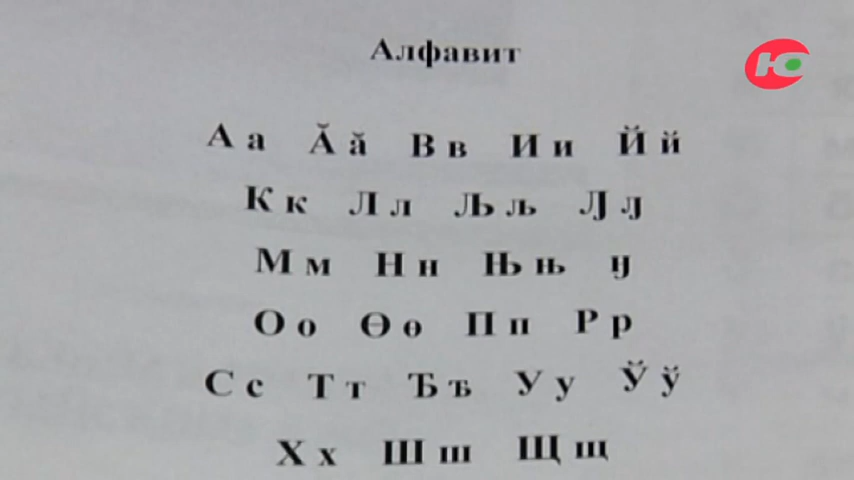 Алфавит
А а Ӑ ӑ В в И и Й й
К к Л л Љ љ Ԓ ԓ
М м Н н Њ њ ӈ
О о Ө ө П п Р р
С с Т т Ъ ъ У у Ў ў
Х х Ш ш Щ щ
Ю